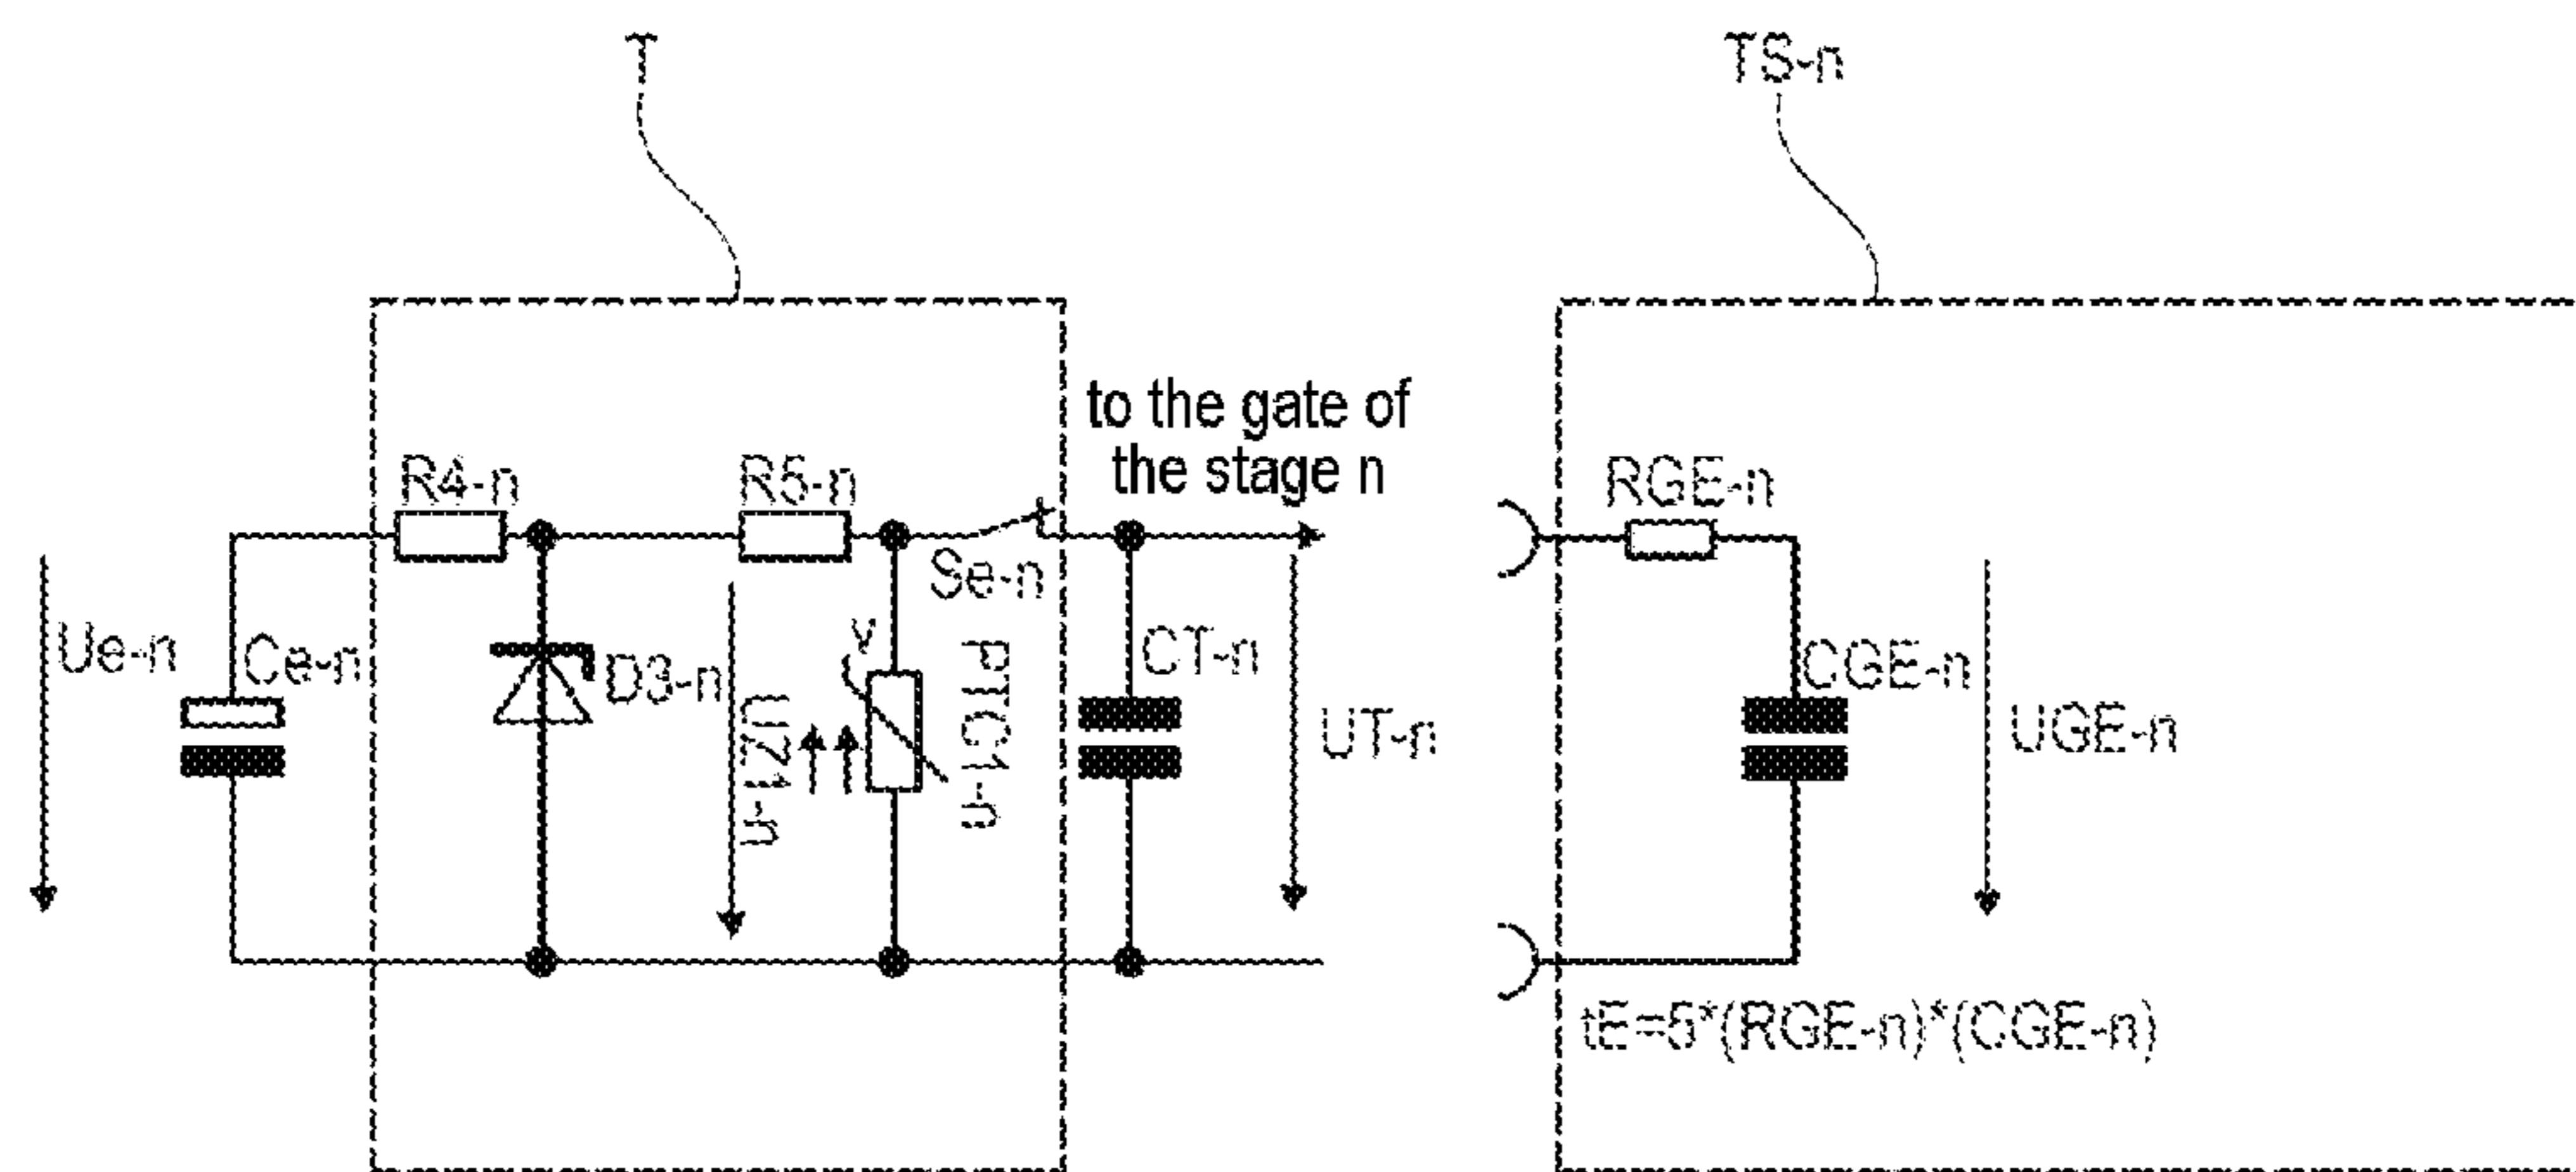 T
TS-n
to the gate of
the stage n
R4-n
R5-n
RGE-n
Se-n
Ue-n
Ce-n
D3-n
UZ1-n
v
PTC1-n
CT-n
UT-n
CGE-n
UGE-n
tE=5*(RGE-n)*(CGE-n)